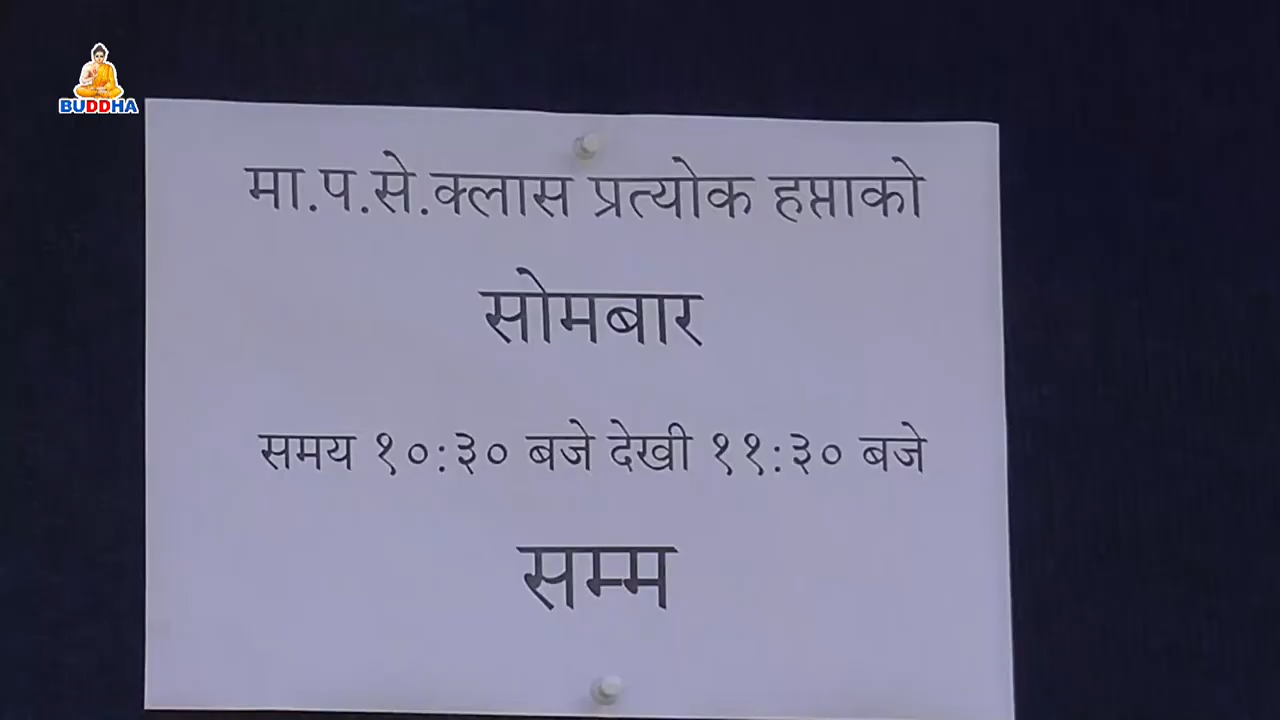 BUDDHA
मा.प.से.क्लास प्रत्योक हप्ताको
सोमबार
समय १०:३० बजे देखी ११:३० बजे
सम्म